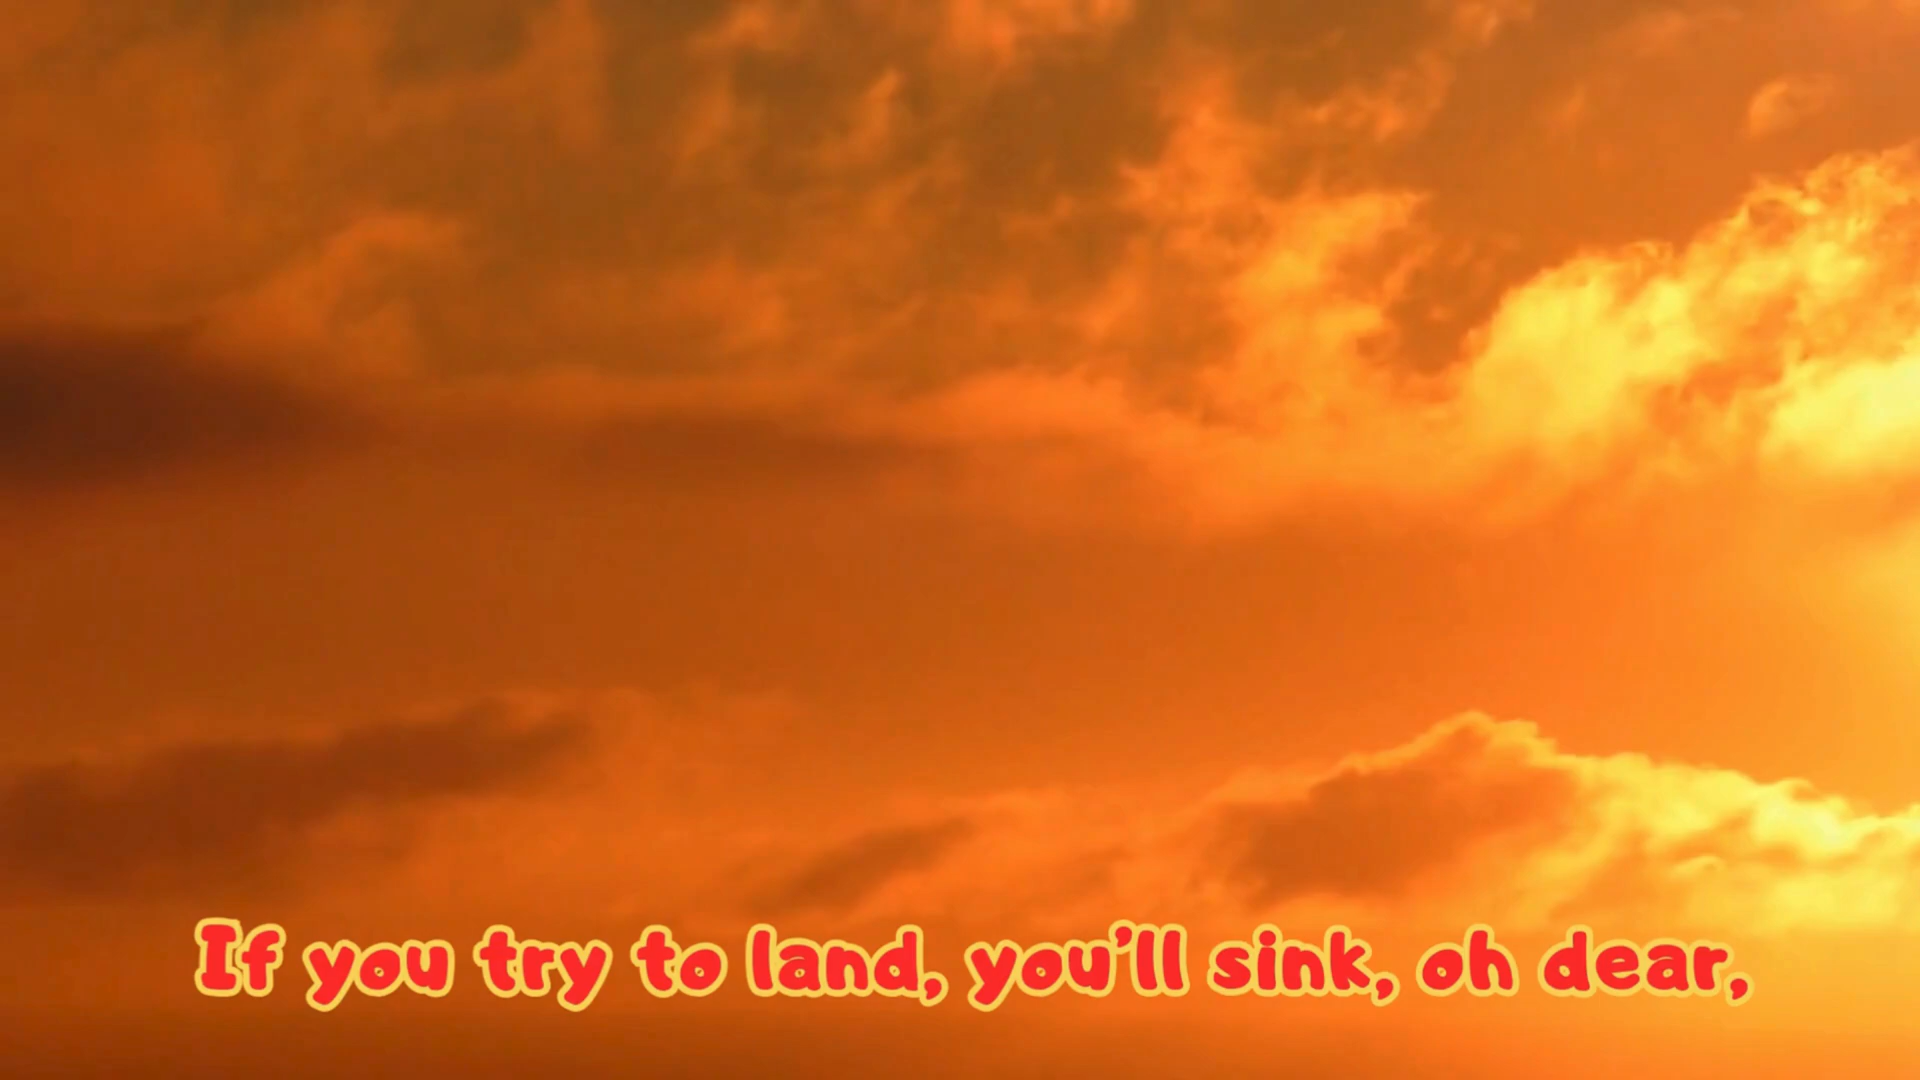 If you try to land, you’ll sink, oh dear,